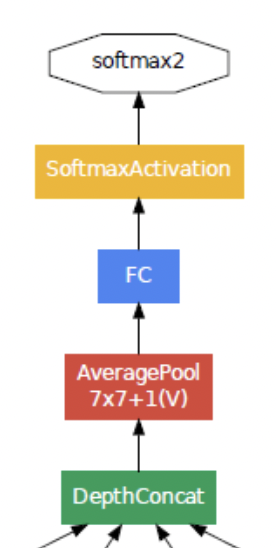 softmax2
SoftmaxActivation
FC
AveragePool
7x7+1(V)
DepthConcat